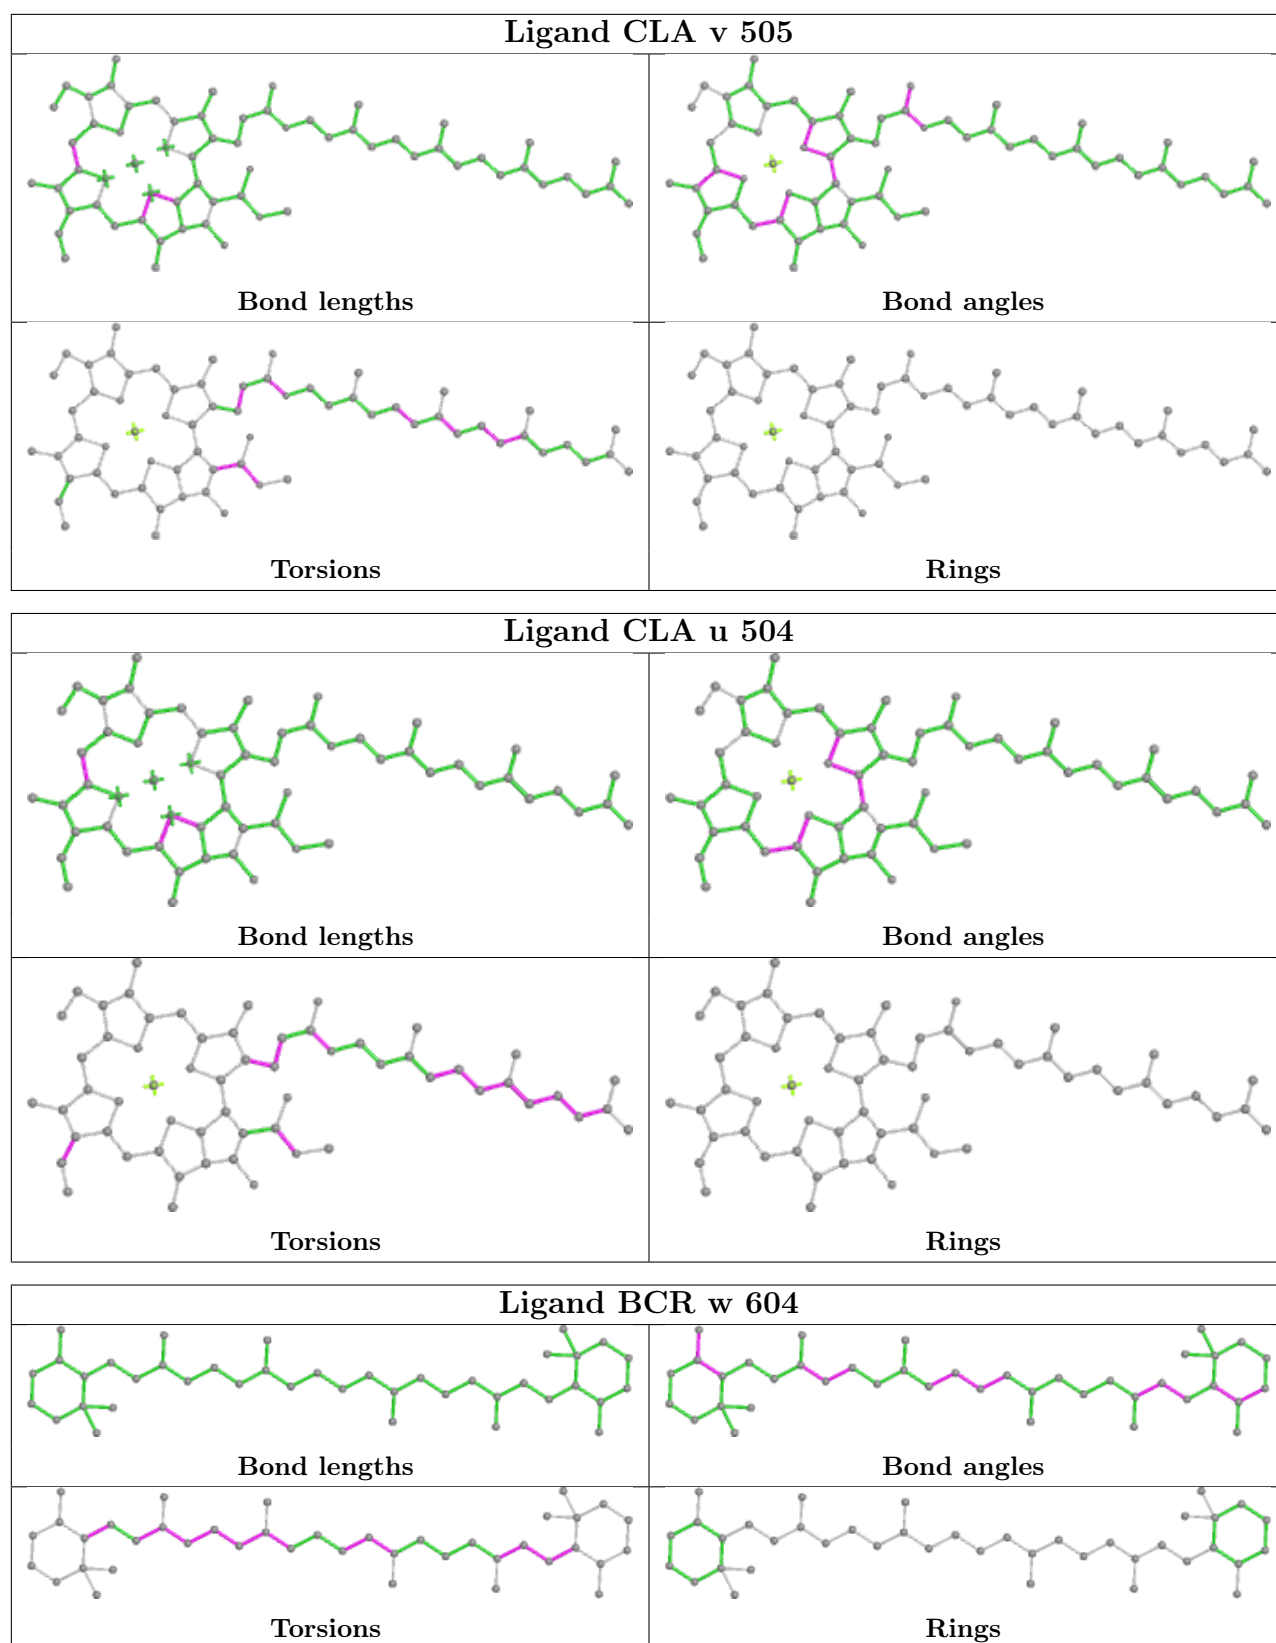 Ligand CLA v 505
Bond lengths
Bond angles
Torsions
Rings
Ligand CLA u 504
Bond lengths
Bond angles
Torsions
Rings
Ligand BCR w 604
Bond lengths
Bond angles
Torsions
Rings